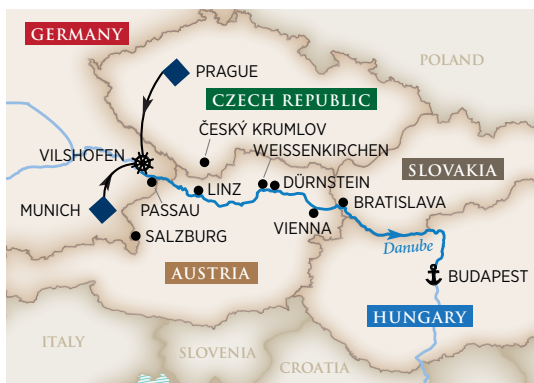 GERMANY
POLAND
PRAGUE
CZECH REPUBLIC
ČESKÝ KRUMLOV
VILSHOFEN
WEISSENKIRCHEN
SLOVAKIA
LINZ
DÜRNSTEIN
MUNICH
PASSAU
BRATISLAVA
VIENNA
SALZBURG
Danube
AUSTRIA
BUDAPEST
HUNGARY
ITALY
SLOVENIA
CROATIA